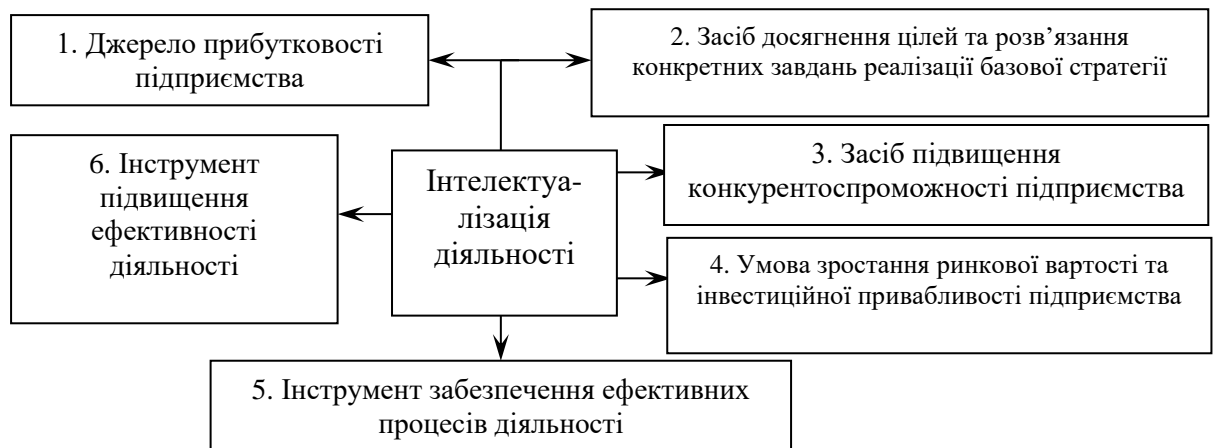 1. Джерело прибутковості
підприємства
2. Засіб досягнення цілей та розв’язання
конкретних завдань реалізації базової стратегії
3. Засіб підвищення
конкурентоспроможності підприємства
6. Інструмент
підвищення
ефективності
діяльності
Інтелектуа-
лізація
діяльності
4. Умова зростання ринкової вартості та
інвестиційної привабливості підприємства
5. Інструмент забезпечення ефективних
процесів діяльності